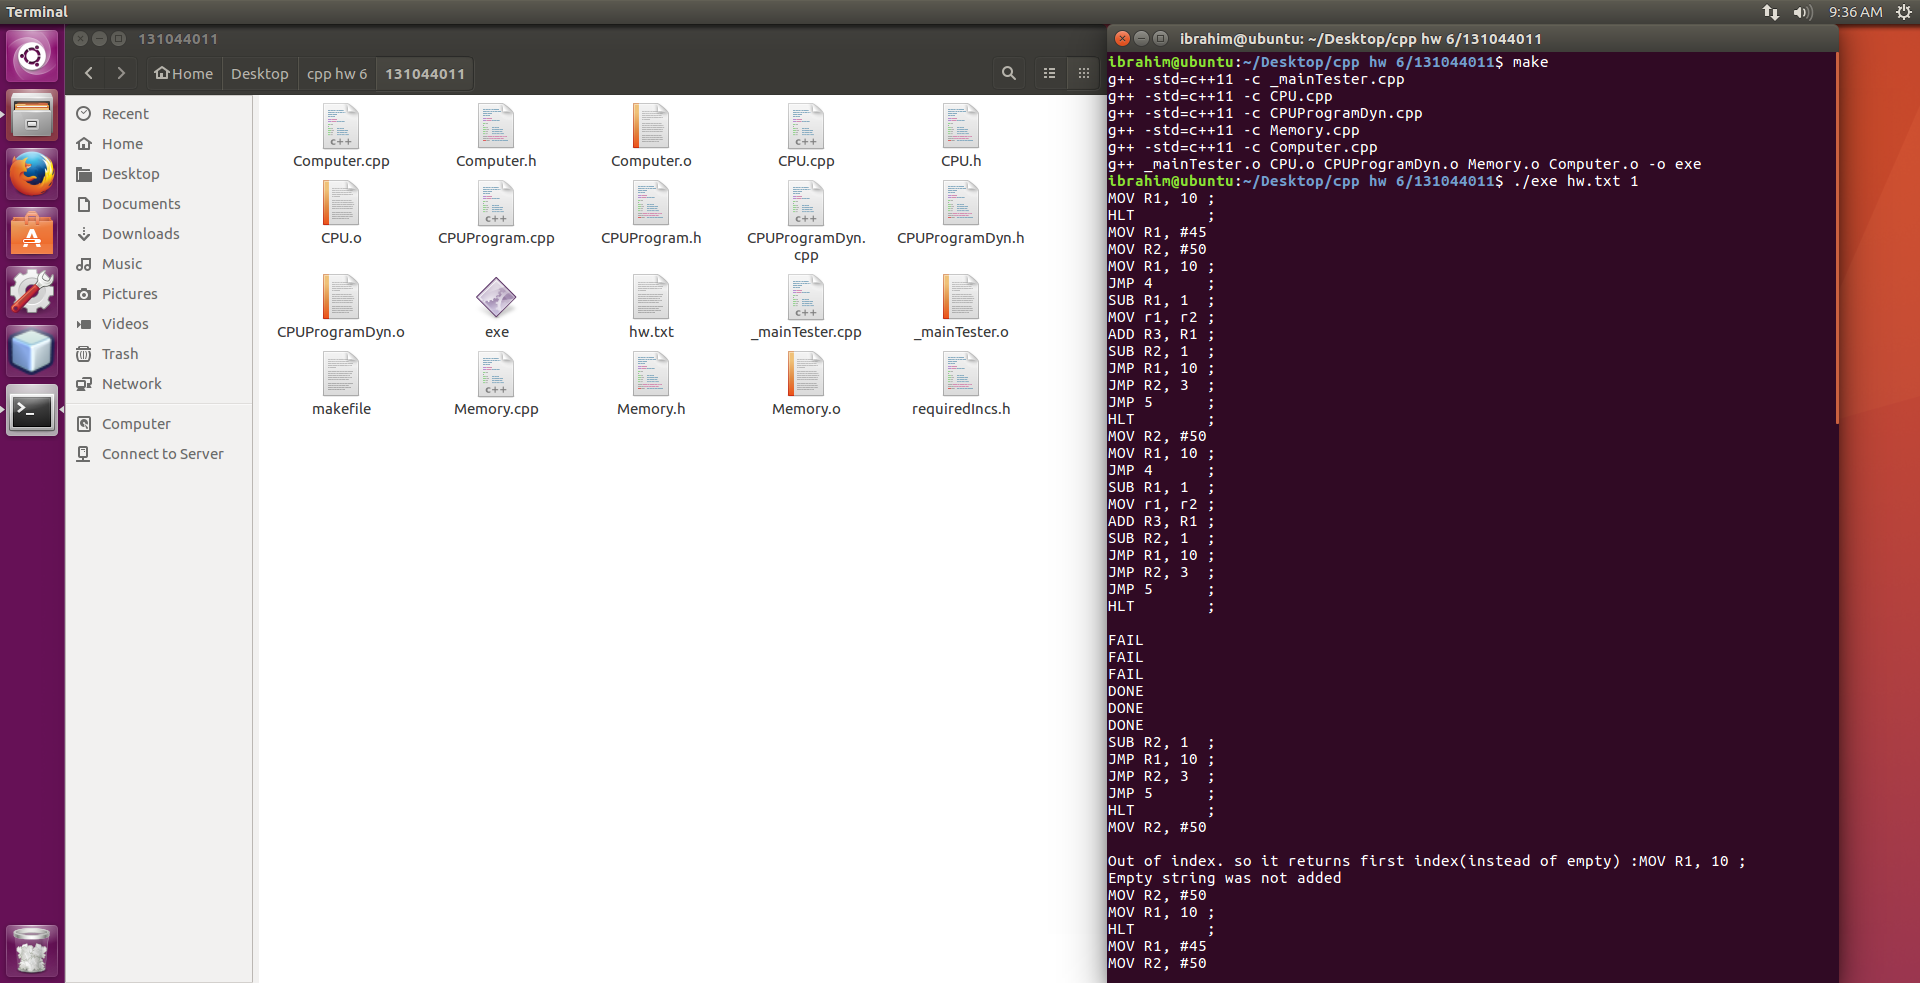 Terminal
9:36 AM
131044011
Home Desktop cpp hw 6 131044011
Recent
Home
Desktop
Documents
Downloads
Music
Pictures
Videos
Trash
Network
Computer
Connect to Server
Computer.cpp Computer.h Computer.o CPU.cpp CPU.h
CPU.o CPUProgram.cpp CPUProgram.h CPUProgramDyn. CPUProgramDyn.h
cpp
CPUProgramDyn.o exe hw.txt _mainTester.cpp _mainTester.o
makefile Memory.cpp Memory.h Memory.o requiredIncs.h
ibrahim@ubuntu: ~/Desktop/cpp hw 6/131044011
ibrahim@ubuntu:~/Desktop/cpp hw 6/131044011$ make
g++ -std=c++11 -c _mainTester.cpp
g++ -std=c++11 -c CPU.cpp
g++ -std=c++11 -c CPUProgramDyn.cpp
g++ -std=c++11 -c Memory.cpp
g++ -std=c++11 -c Computer.cpp
g++ _mainTester.o CPU.o CPUProgramDyn.o Memory.o Computer.o -o exe
ibrahim@ubuntu:~/Desktop/cpp hw 6/131044011$ ./exe hw.txt 1
MOV R1, 10 ;
HLT        ;
MOV R1, #45
MOV R2, #50
MOV R1, 10 ;
JMP 4      ;
SUB R1, 1  ;
MOV r1, r2 ;
ADD R3, R1 ;
SUB R2, 1  ;
JMP R1, 10 ;
JMP R2, 3  ;
JMP 5      ;
HLT        ;
MOV R2, #50
MOV R1, 10 ;
JMP 4      ;
SUB R1, 1  ;
MOV r1, r2 ;
ADD R3, R1 ;
SUB R2, 1  ;
JMP R1, 10 ;
JMP R2, 3  ;
JMP 5      ;
HLT        ;
FAIL
FAIL
FAIL
DONE
DONE
DONE
SUB R2, 1  ;
JMP R1, 10 ;
JMP R2, 3  ;
JMP 5      ;
HLT        ;
MOV R2, #50
Out of index. so it returns first index(instead of empty) :MOV R1, 10 ;
Empty string was not added
MOV R2, #50
MOV R1, 10 ;
HLT        ;
MOV R1, #45
MOV R2, #50